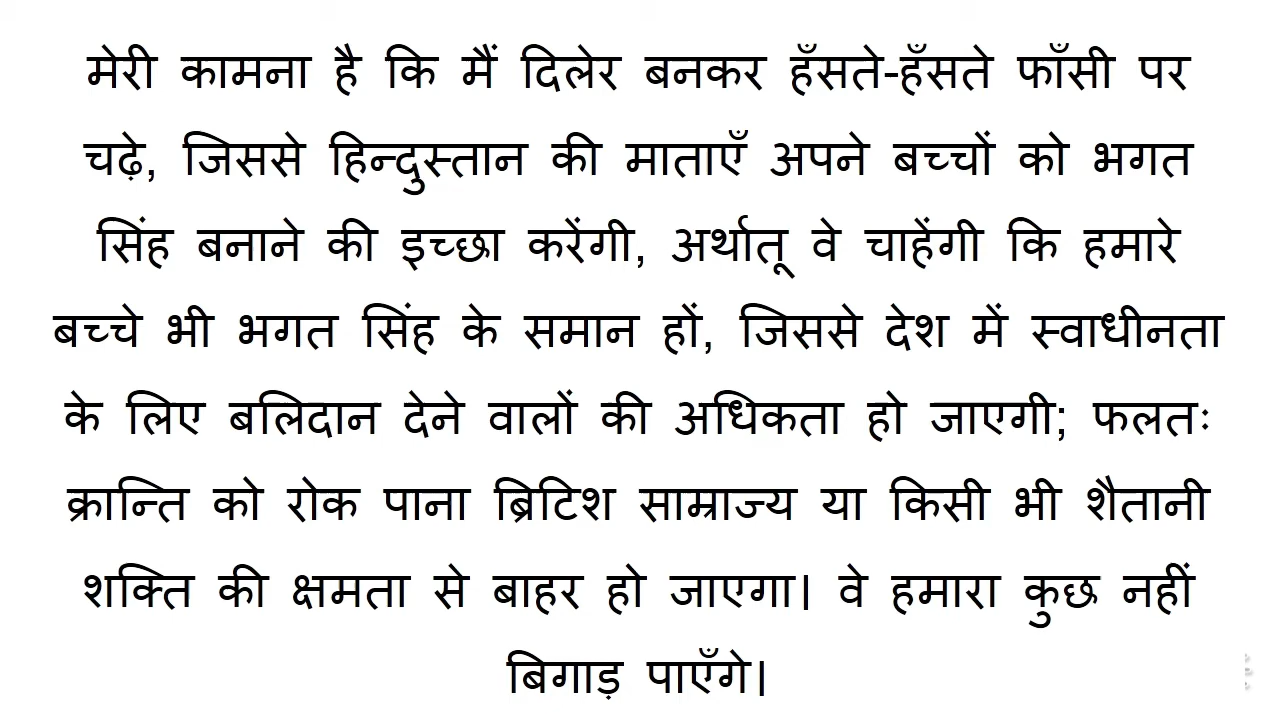 मेरी कामना है कि मैं दिलेर बनकर हँसते-हँसते फाँसी पर
चढ़े, जिससे हिन्दुस्तान की माताएँ अपने बच्चों को भगत
सिंह बनाने की इच्छा करेंगी, अर्थातू वे चाहेंगी कि हमारे
बच्चे भी भगत सिंह के समान हों, जिससे देश में स्वाधीनता
के लिए बलिदान देने वालों की अधिकता हो जाएगी; फलतः
क्रान्ति को रोक पाना ब्रिटिश साम्राज्य या किसी भी शैतानी
शक्ति की क्षमता से बाहर हो जाएगा। वे हमारा कुछ नहीं
बिगाड़ पाएँगे।